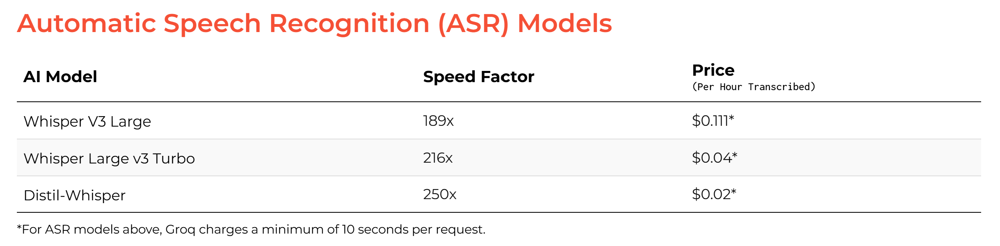 Automatic Speech Recognition (ASR) Models
AI Model Speed Factor Price
(Per Hour Transcribed)
Whisper V3 Large 189x $0.111*
Whisper Large v3 Turbo 216x $0.04*
Distil-Whisper 250x $0.02*
*For ASR models above, Groq charges a minimum of 10 seconds per request.